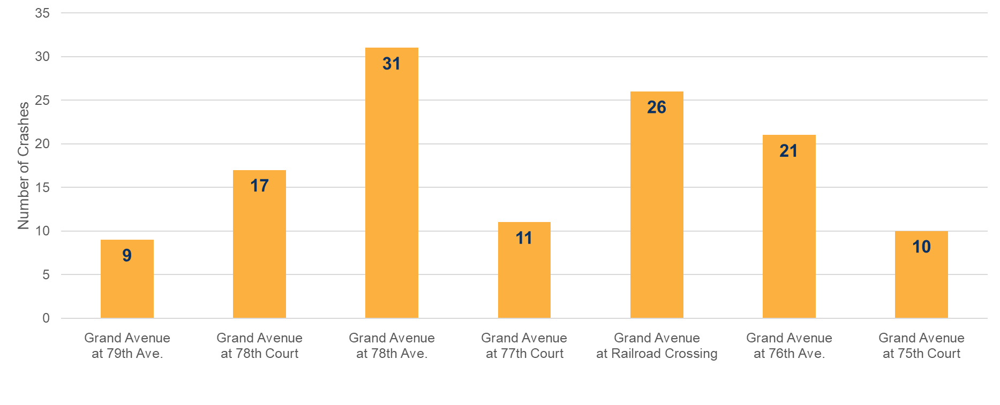 35
30
25
20
15
10
5
0
Number of Crashes
9
17
31
11
26
21
10
Grand Avenue
at 79th Ave.
Grand Avenue
at 78th Court
Grand Avenue
at 78th Ave.
Grand Avenue
at 77th Court
Grand Avenue
at Railroad Crossing
Grand Avenue
at 76th Ave.
Grand Avenue
at 75th Court